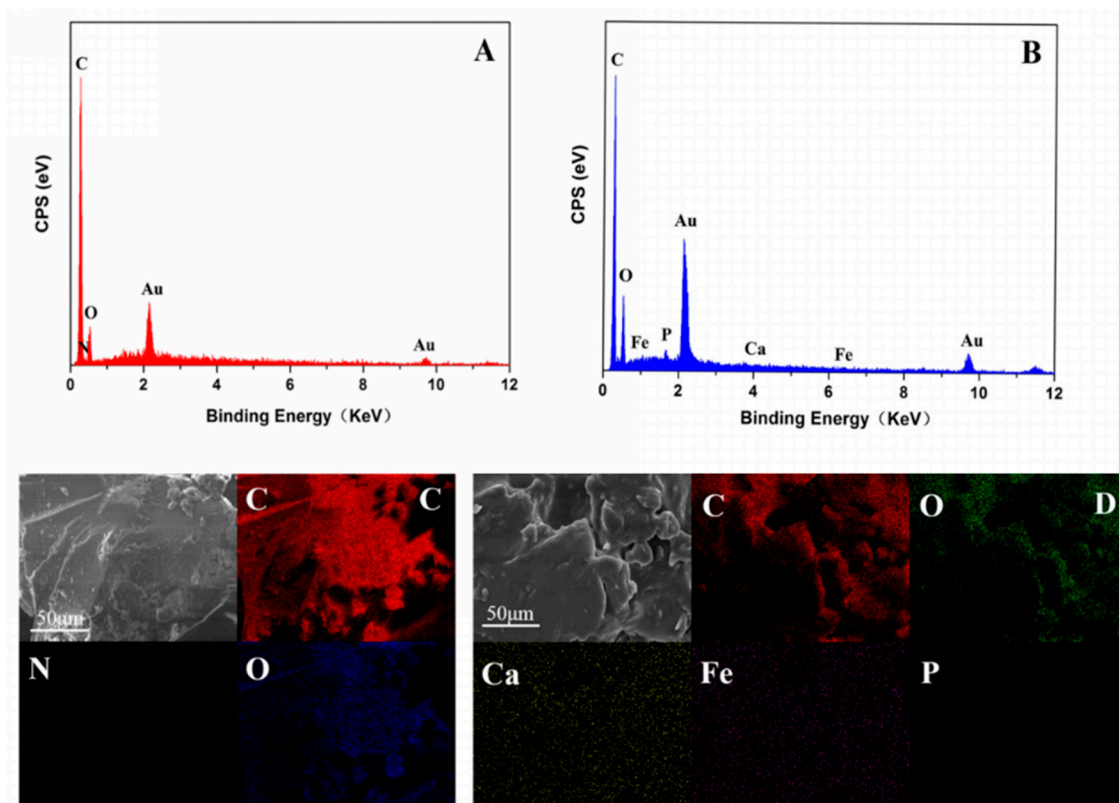 A
C
O
N
Au
Au
0 2 4 6 8 10 12
CPS (eV)
Binding Energy（KeV）
B
C
O
Fe
P
Au
Ca
Fe
Au
0 2 4 6 8 10 12
CPS (eV)
Binding Energy（KeV）
50μm
C C
N
O
50μm
C
O D
Ca
Fe
P